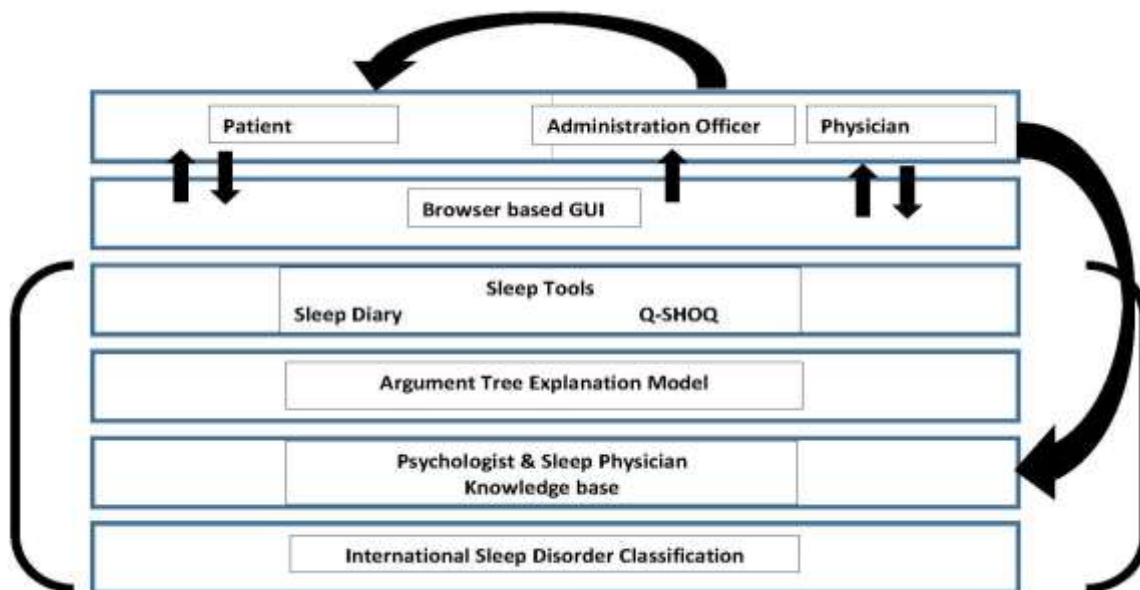 Patient
Administration Officer
Physician
Browser based GUI
Sleep Tools
Sleep Diary
Q-SHOQ
Argument Tree Explanation Model
Psychologist & Sleep Physician
Knowledge base
International Sleep Disorder Classification